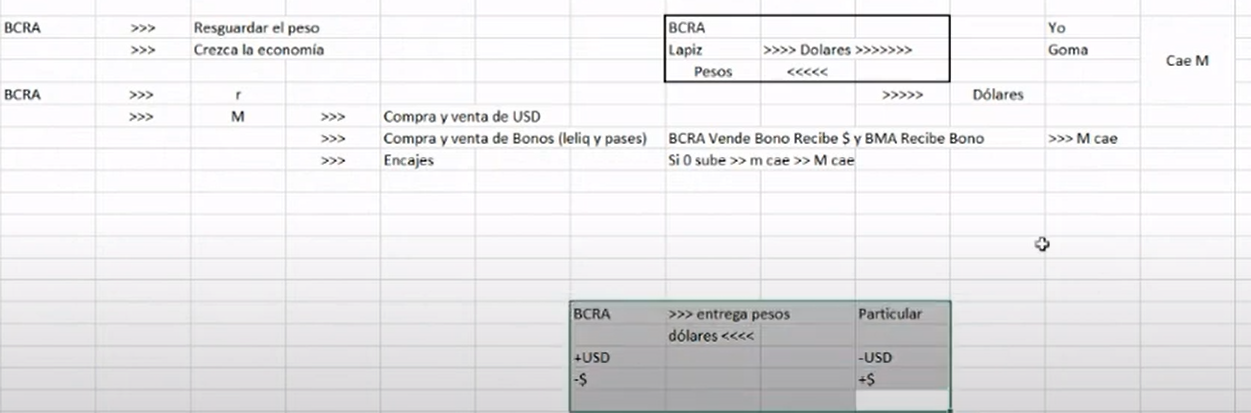 BCRA >>> Resguardar el peso BCRA Yo
>>> Crezca la economía Lapiz >>>> Dolares >>>>>>> Goma
Cae M
Pesos <<<<<
BCRA >>> r >>>>> Dólares
>>> M >>> Compra y venta de USD
>>> Compra y venta de Bonos (leliq y pases) BCRA Vende Bono Recibe $ y BMA Recibe Bono >>> M cae
>>> Encajes Si 0 sube >> m cae >> M cae
BCRA >>> entrega pesos Particular
dólares <<<<
+USD -USD
-$ +$